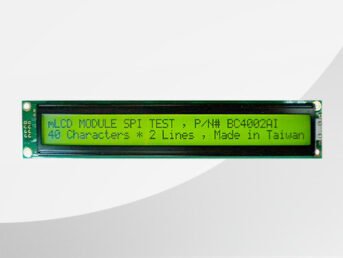 mLCD MODULE SPI TEST , P/N# BC4002AI
40 Characters * 2 Lines , Made in Taiwan